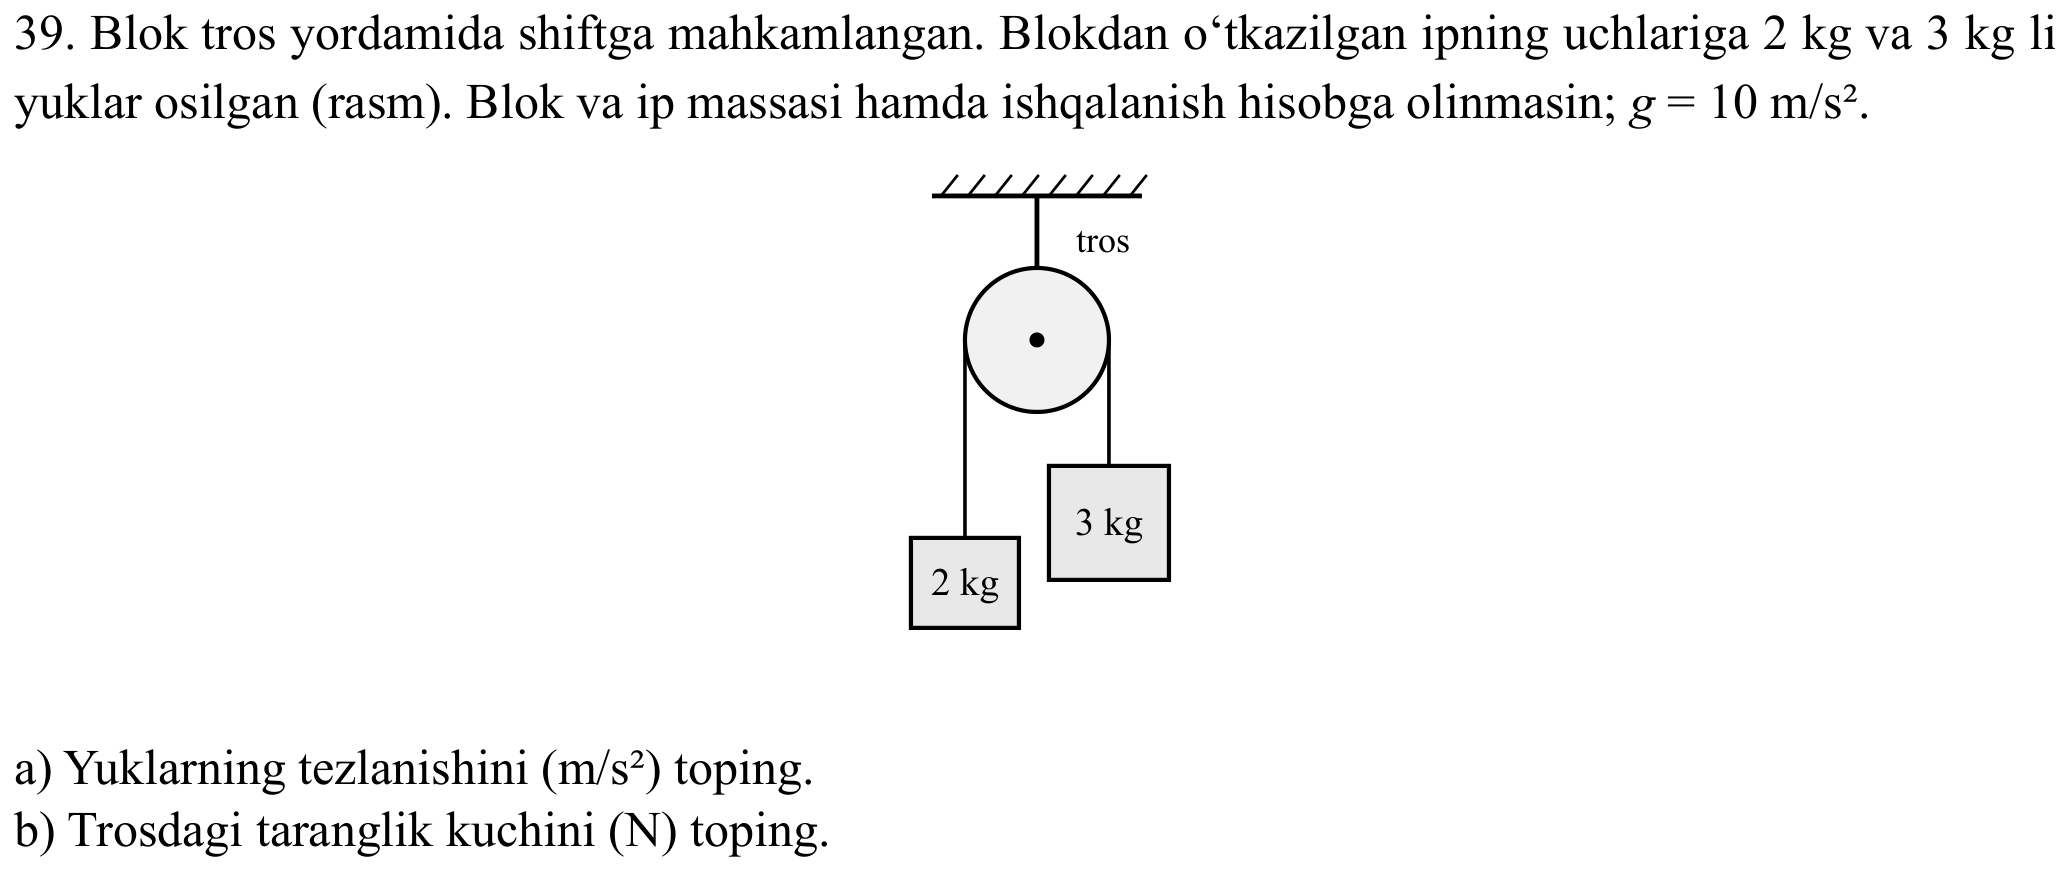 39. Blok tros yordamida shiftga mahkamlangan. Blokdan o‘tkazilgan ipning uchlariga 2 kg va 3 kg li
yuklar osilgan (rasm). Blok va ip massasi hamda ishqalanish hisobga olinmasin; g = 10 m/s².
tros
3 kg
2 kg
a) Yuklarning tezlanishini (m/s²) toping.
b) Trosdagi taranglik kuchini (N) toping.